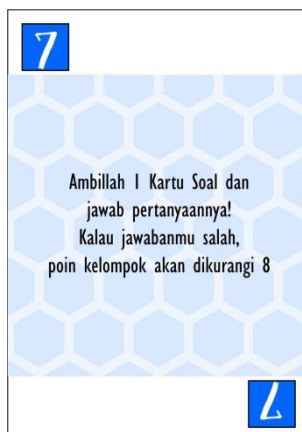 7
Ambillah 1 Kartu Soal dan
jawab pertanyaannya!
Kalau jawabanmu salah,
poin kelompok akan dikurangi 8
7